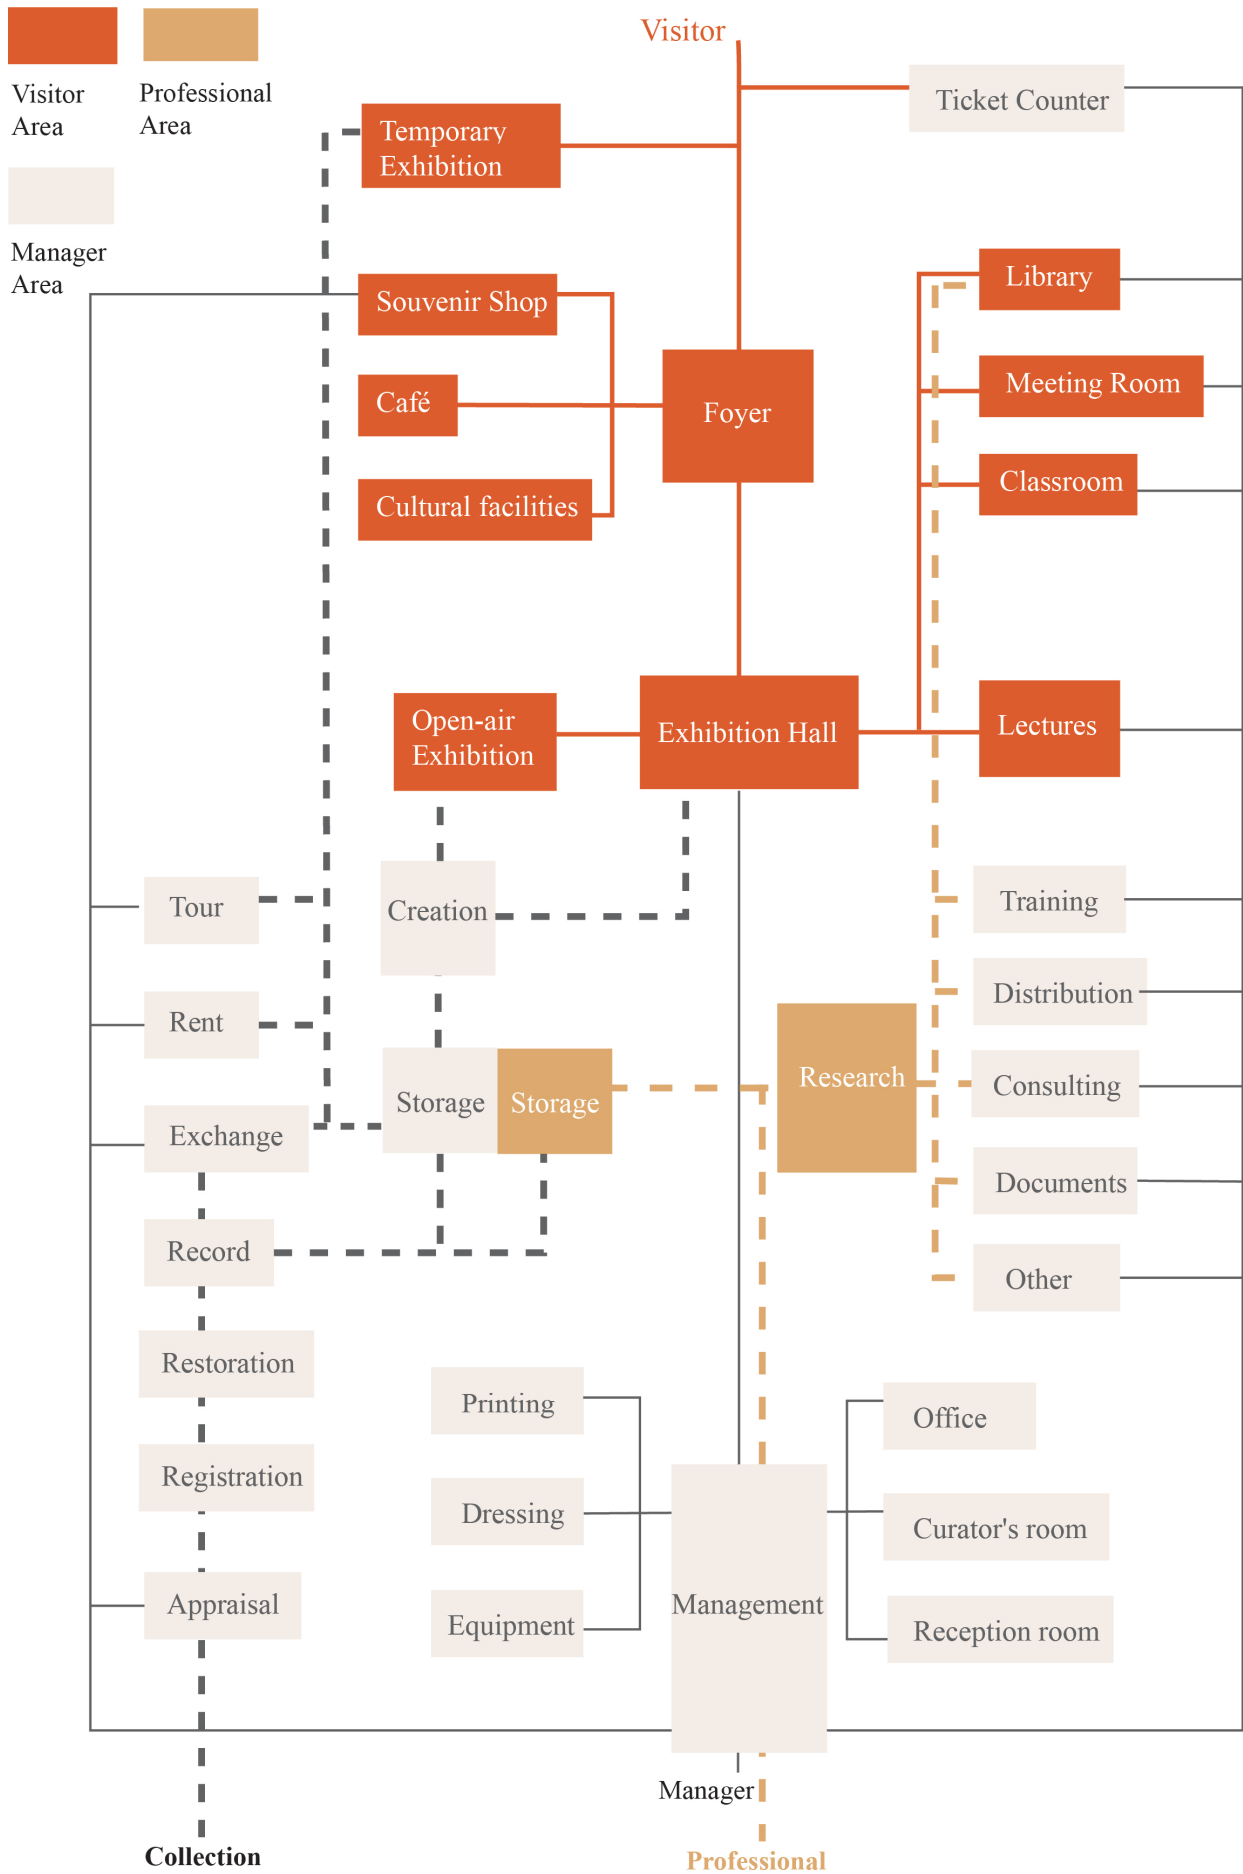 Visitor
Area
Professional
Area
Manager
Area
Visitor
Ticket Counter
Temporary
Exhibition
Souvenir Shop
Café
Cultural facilities
Foyer
Library
Meeting Room
Classroom
Open-air
Exhibition
Exhibition Hall
Lectures
Tour
Rent
Exchange
Record
Restoration
Registration
Appraisal
Collection
Creation
Storage
Storage
Research
Training
Distribution
Consulting
Documents
Other
Printing
Dressing
Equipment
Management
Office
Curator's room
Reception room
Manager
Professional